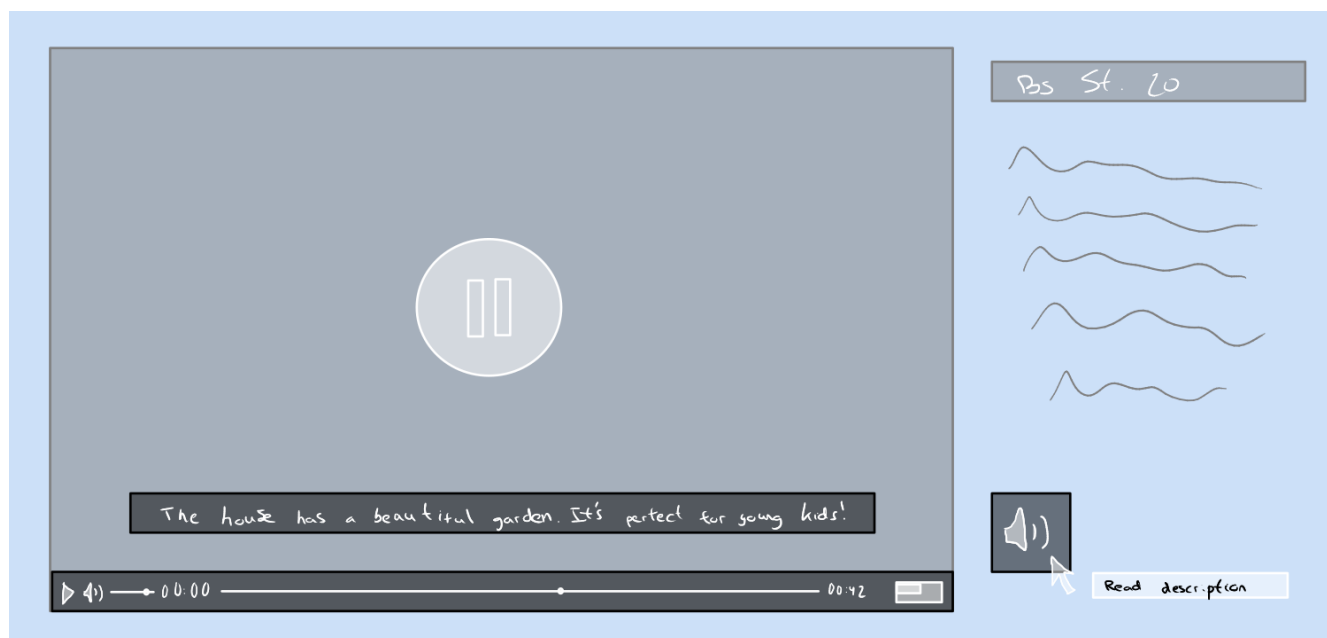 Bs St. 20
The house has a beautiful garden. It's perfect for young kids!
00:00
00:42
Read description